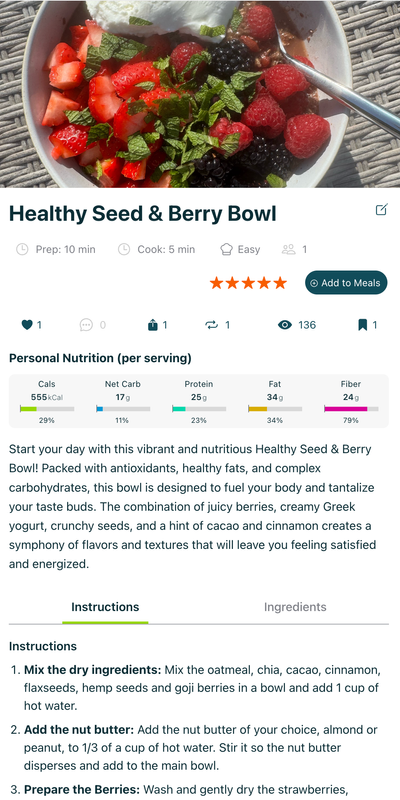 Healthy Seed & Berry Bowl
Prep: 10 min Cook: 5 min Easy 1
Add to Meals
1 0 1 1 136 1
Personal Nutrition (per serving)
Cals Net Carb Protein Fat Fiber
555kCal 17g 25g 34g 24g
29% 11% 23% 34% 79%
Start your day with this vibrant and nutritious Healthy Seed & Berry
Bowl! Packed with antioxidants, healthy fats, and complex
carbohydrates, this bowl is designed to fuel your body and tantalize
your taste buds. The combination of juicy berries, creamy Greek
yogurt, crunchy seeds, and a hint of cacao and cinnamon creates a
symphony of flavors and textures that will leave you feeling satisfied
and energized.
Instructions Ingredients
Instructions
1. Mix the dry ingredients: Mix the oatmeal, chia, cacao, cinnamon,
flaxseeds, hemp seeds and goji berries in a bowl and add 1 cup of
hot water.
2. Add the nut butter: Add the nut butter of your choice, almond or
peanut, to 1/3 of a cup of hot water. Stir it so the nut butter
disperses and add to the main bowl.
3. Prepare the Berries: Wash and gently dry the strawberries,